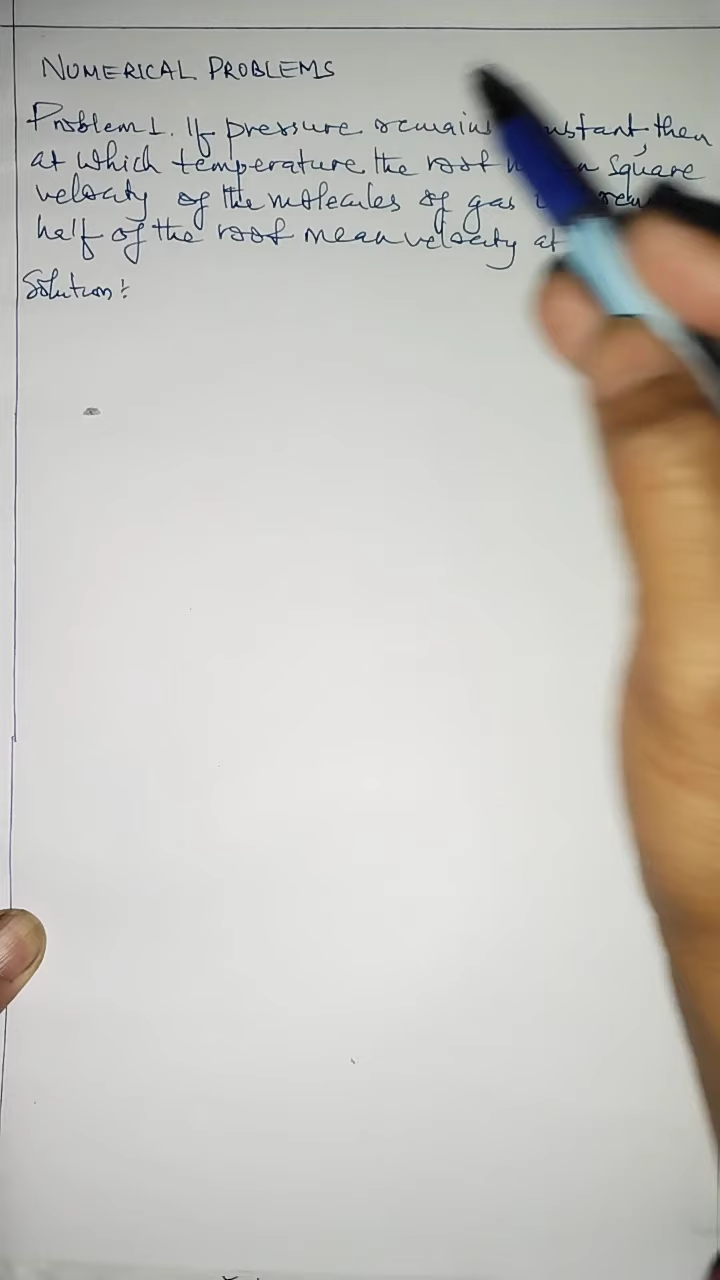 NUMERICAL PROBLEMS
Problem 1. If pressure remains constant, then
at which temperature the root n square
velocity of the molecules of gas
half of the root mean velocity at
Solution: